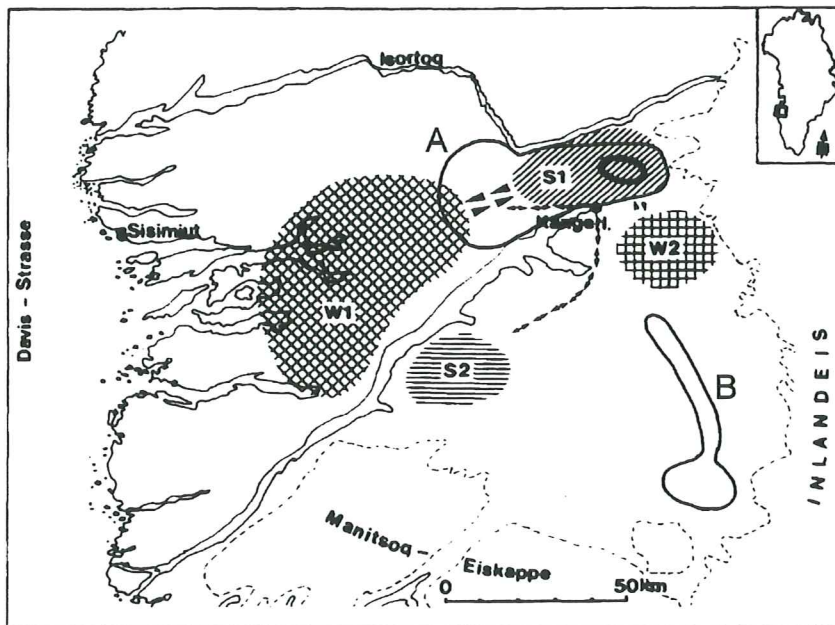 Isortoq
A
S1
Kangerl.
Sisimiut
W2
W1
Davis - Strasse
S2
B
INLANDEIS
Manitsoq -
Eiskappe
0 50km